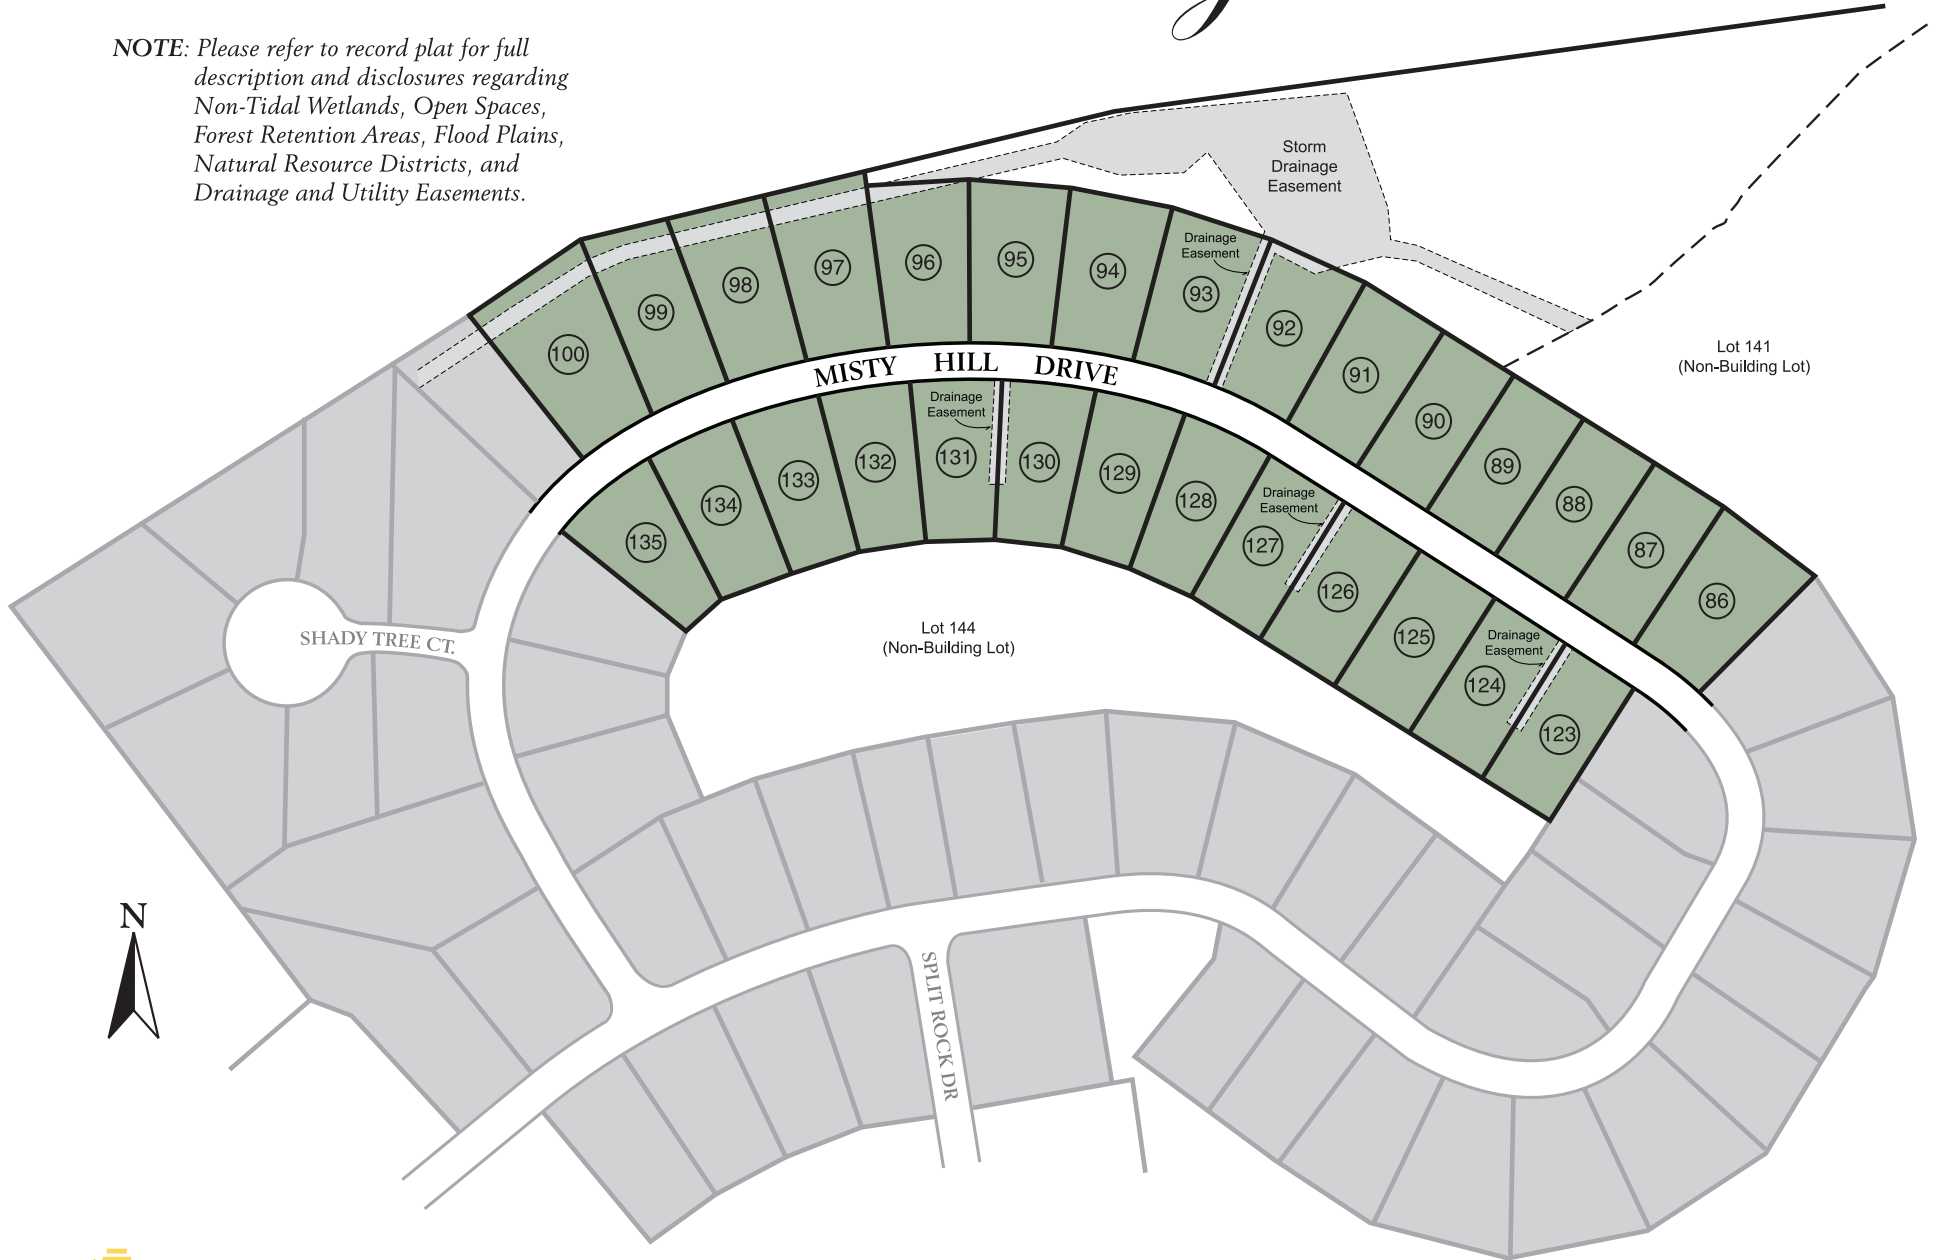 NOTE: Please refer to record plat for full
description and disclosures regarding
Non-Tidal Wetlands, Open Spaces,
Forest Retention Areas, Flood Plains,
Natural Resource Districts, and
Drainage and Utility Easements.
Storm
Drainage
Easement
Lot 141
(Non-Building Lot)
100
99
98
97
96
95
94
Drainage
Easement
93
92
91
90
89
88
87
86
MISTY HILL DRIVE
135
134
133
132
Drainage
Easement
131
130
129
128
Drainage
Easement
127
126
125
Drainage
Easement
124
123
Lot 144
(Non-Building Lot)
SHADY TREE CT.
SPLIT ROCK DR
N